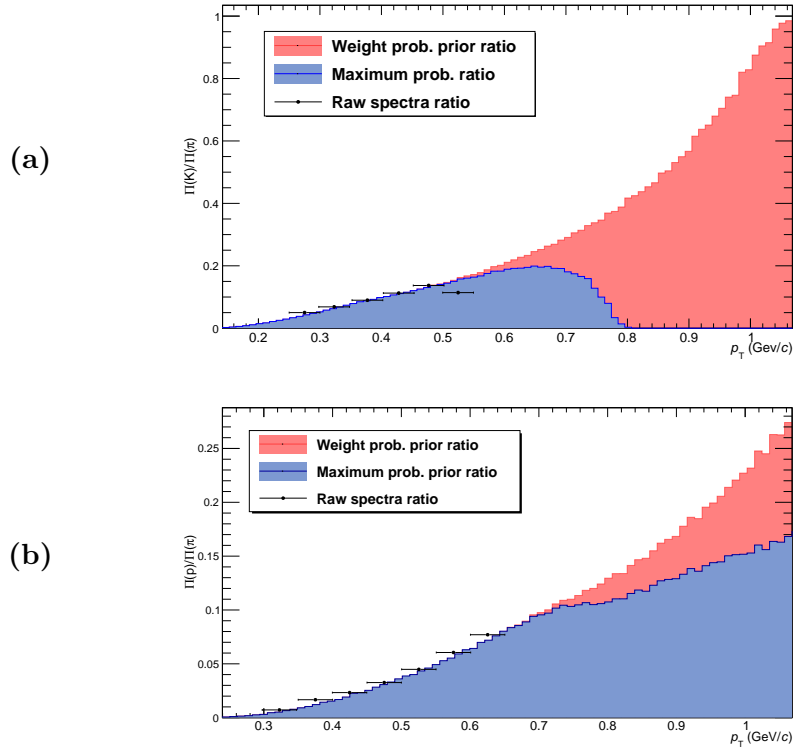 (a)
Π(K)/Π(π)
1
0.8
0.6
0.4
0.2
0
Weight prob. prior ratio
Maximum prob. ratio
Raw spectra ratio
0.2 0.3 0.4 0.5 0.6 0.7 0.8 0.9 1
p_T (Gev/c)
(b)
Π(p)/Π(π)
0.25
0.2
0.15
0.1
0.05
0
Weight prob. prior ratio
Maximum prob. prior ratio
Raw spectra ratio
0.3 0.4 0.5 0.6 0.7 0.8 0.9 1
p_T (GeV/c)